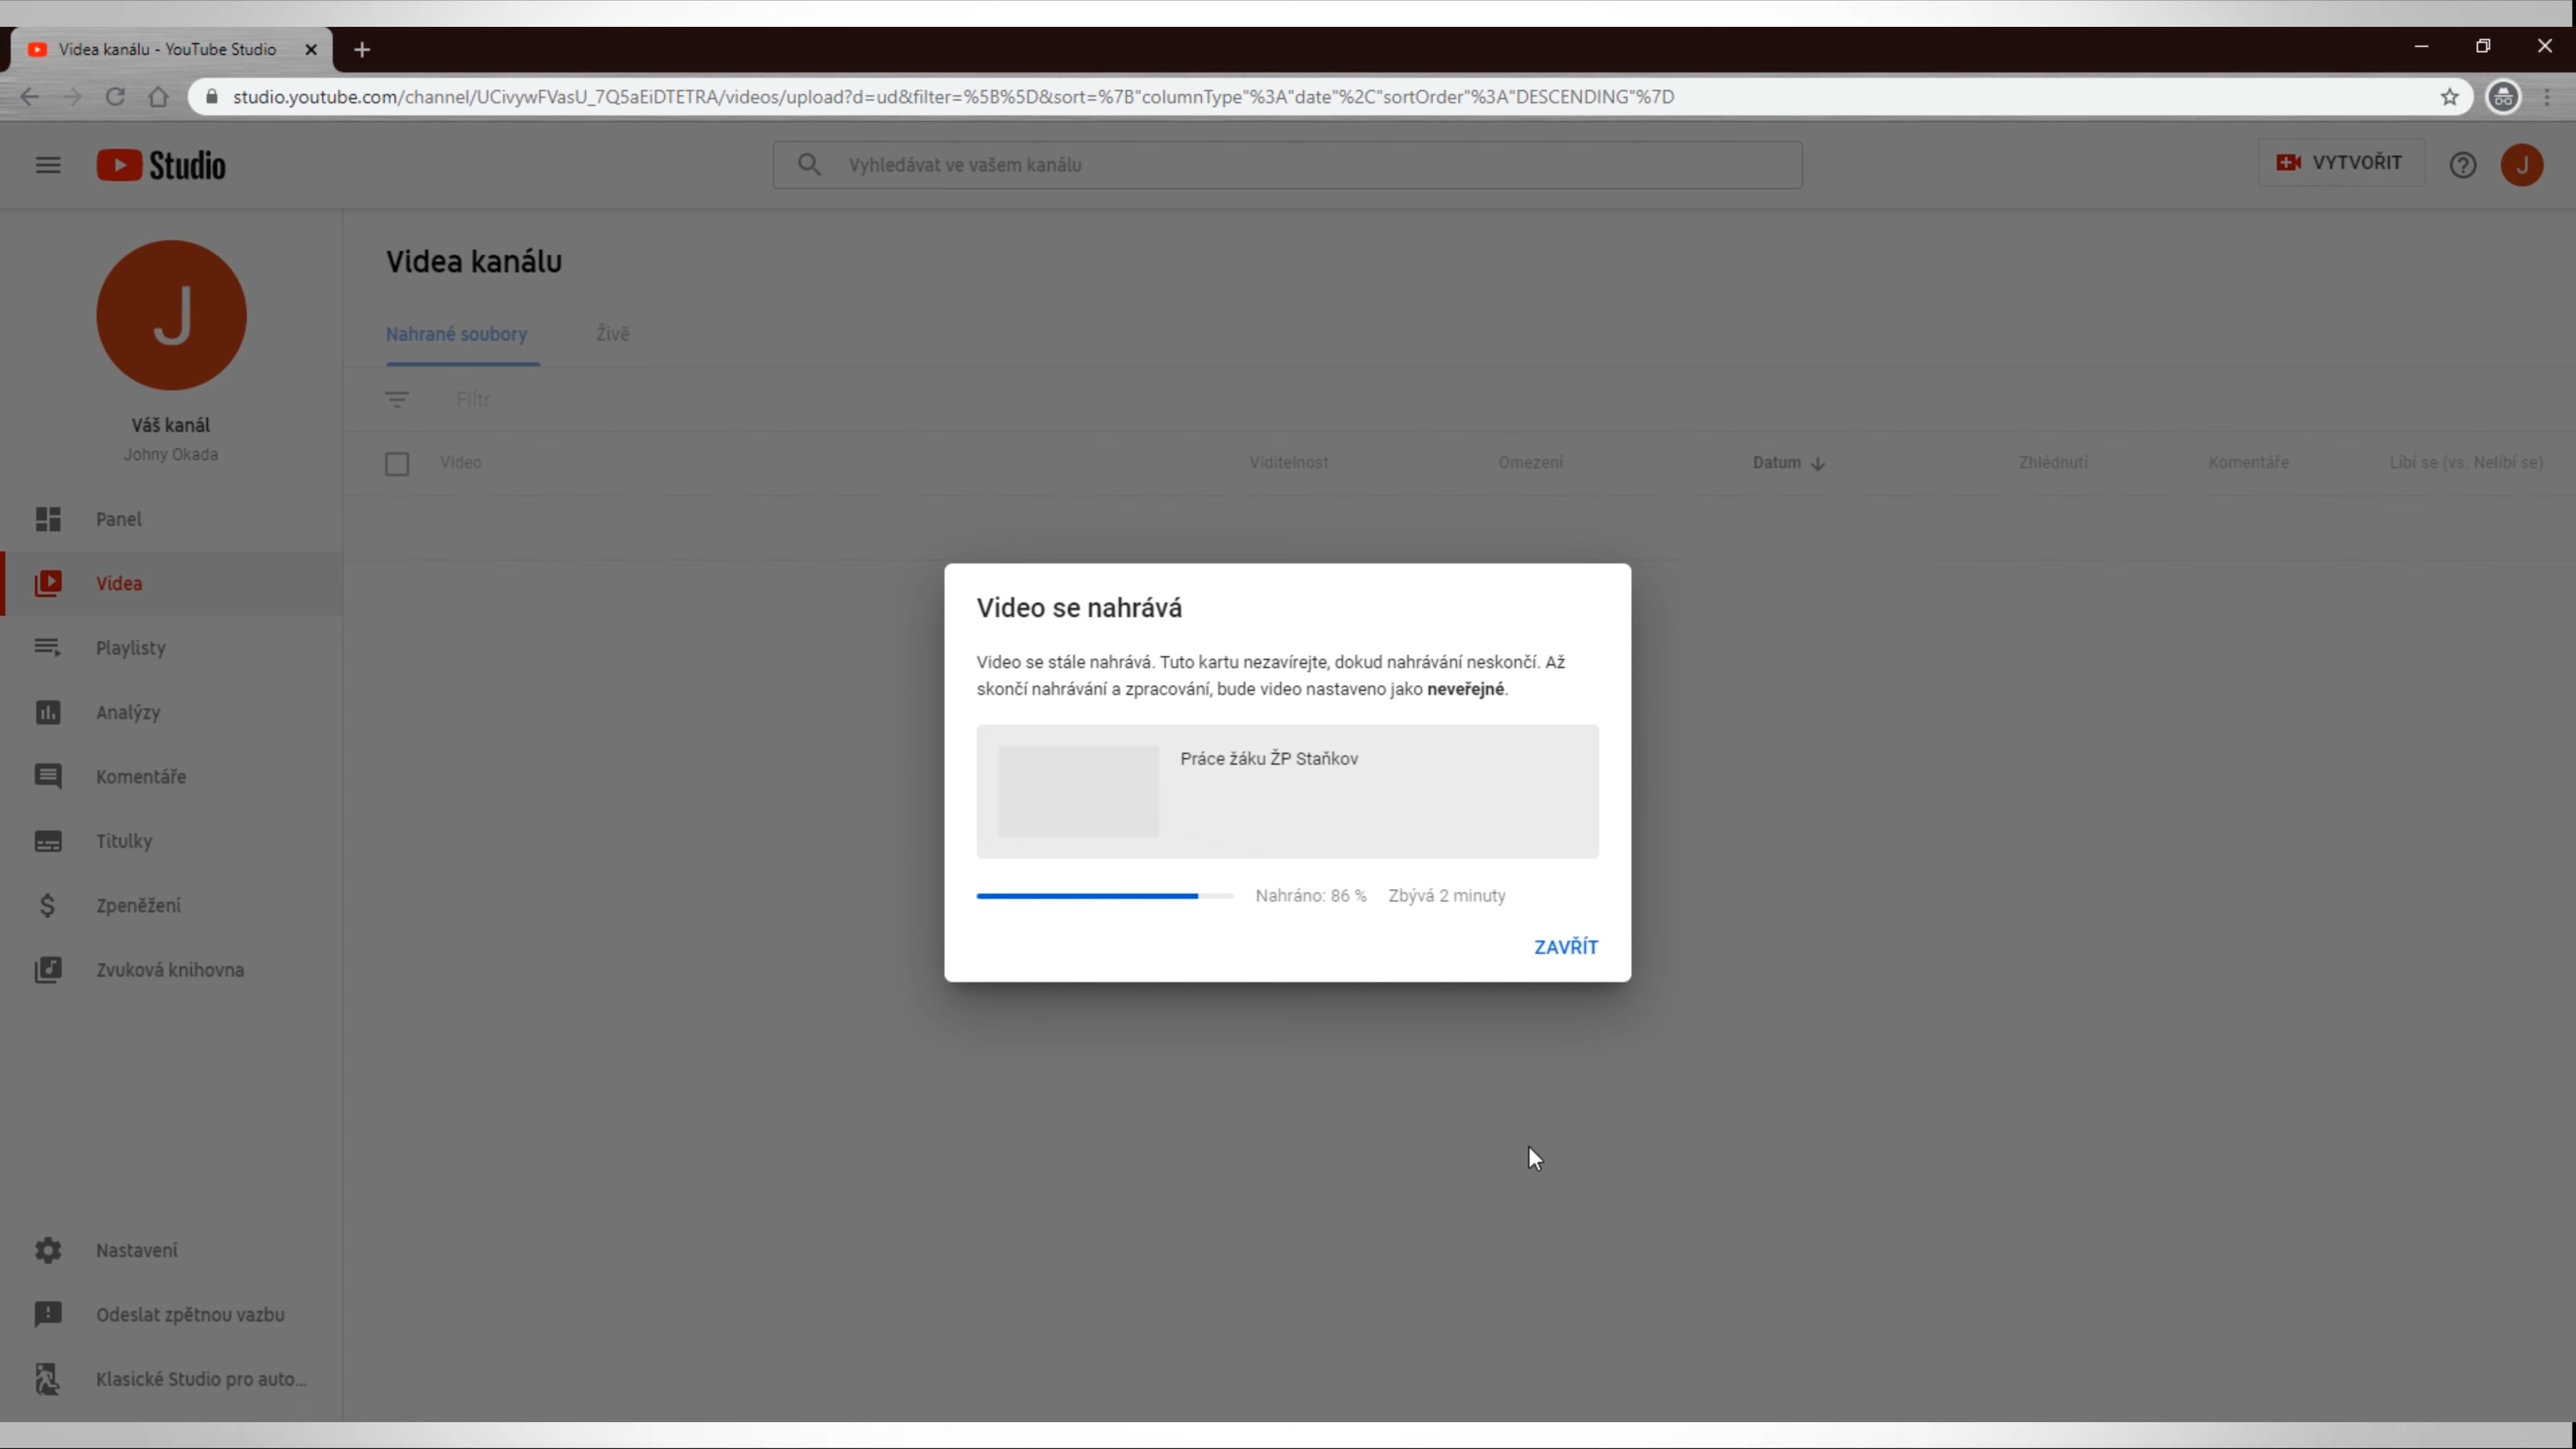 Videa kanálu - YouTube Studio
studio.youtube.com/channel/UCivywFVasU_7Q5aEiDTETRA/videos/upload?d=ud&filter=%5B%5D&sort=%7B"columnType"%3A"date"%2C"sortOrder"%3A"DESCENDING"%7D
Studio
Vyhledávat ve vašem kanálu
VYTVOŘIT
J
J
Váš kanál
Johny Okada
Panel
Videa
Playlisty
Analýzy
Komentáře
Titulky
Zpeněžení
Zvuková knihovna
Nastavení
Odeslat zpětnou vazbu
Klasické Studio pro auto...
Videa kanálu
Nahrané soubory Živě
Filtr
Video Viditelnost Omezení Datum Zhlédnutí Komentáře Líbí se (vs. Nelíbí se)
Video se nahrává
Video se stále nahrává. Tuto kartu nezavírejte, dokud nahrávání neskončí. Až
skončí nahrávání a zpracování, bude video nastaveno jako neveřejné.
Práce žáku ŽP Staňkov
Nahráno: 86 % Zbývá 2 minuty
ZAVŘÍT